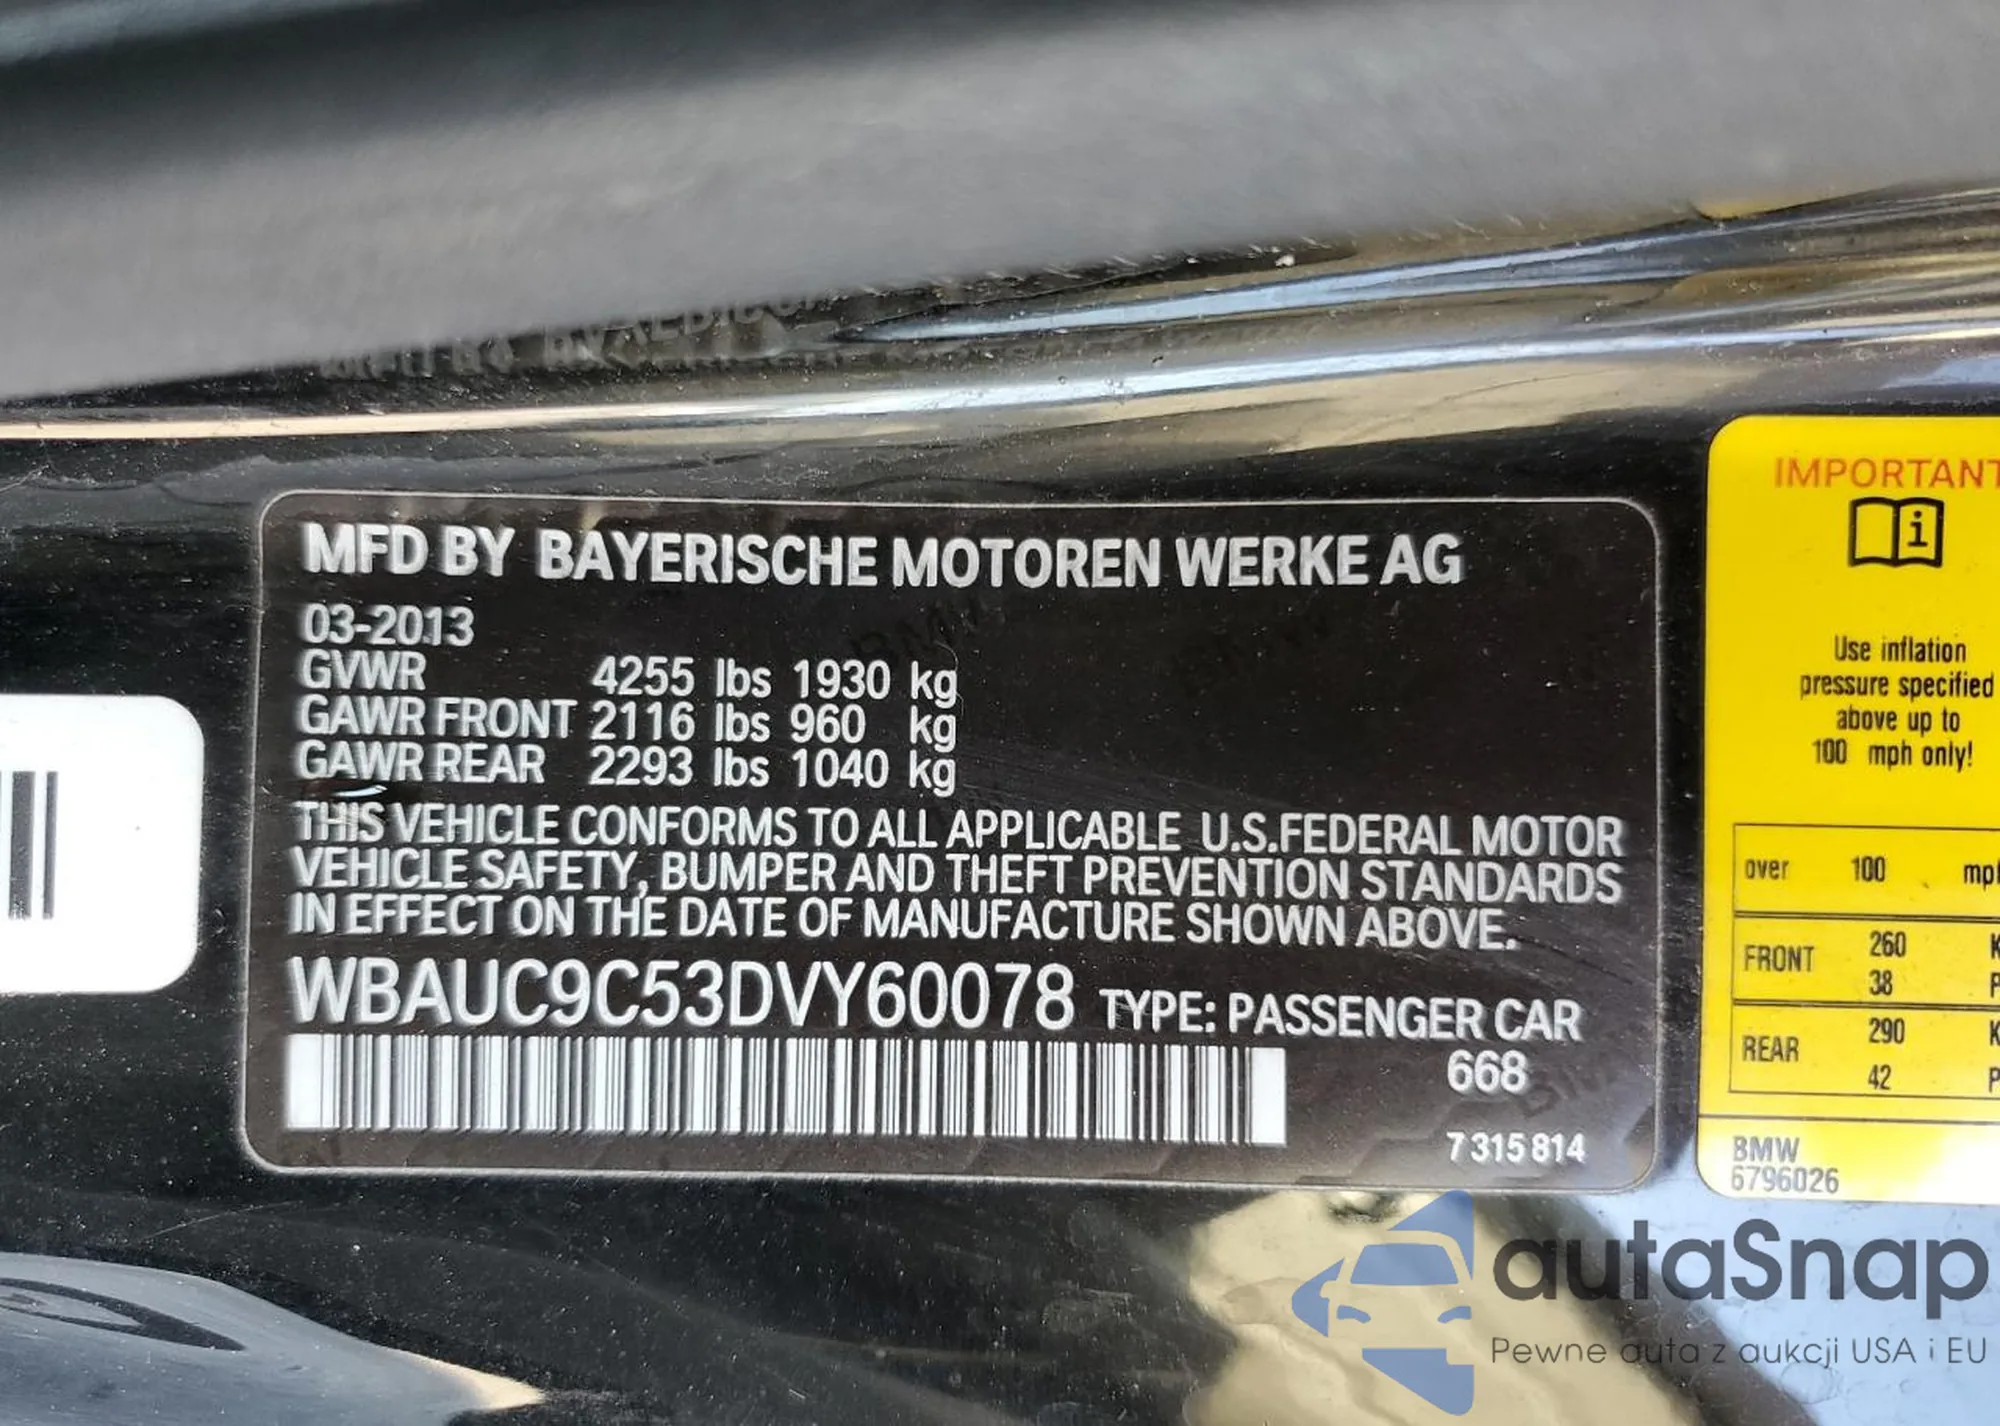 MFD BY BAYERISCHE MOTOREN WERKE AG
03-2013
GVWR 4255 lbs 1930 kg
GAWR FRONT 2116 lbs 960 kg
GAWR REAR 2293 lbs 1040 kg
THIS VEHICLE CONFORMS TO ALL APPLICABLE U.S.FEDERAL MOTOR
VEHICLE SAFETY, BUMPER AND THEFT PREVENTION STANDARDS
IN EFFECT ON THE DATE OF MANUFACTURE SHOWN ABOVE.
WBAUC9C53DVY60078 TYPE: PASSENGER CAR
668
7 315 814
IMPORTANT
Use inflation
pressure specified
above up to
100 mph only!
over 100
FRONT 260
38
REAR 290
42
BMW
6796026
autaSnap
Pewne auta z aukcji USA i EU